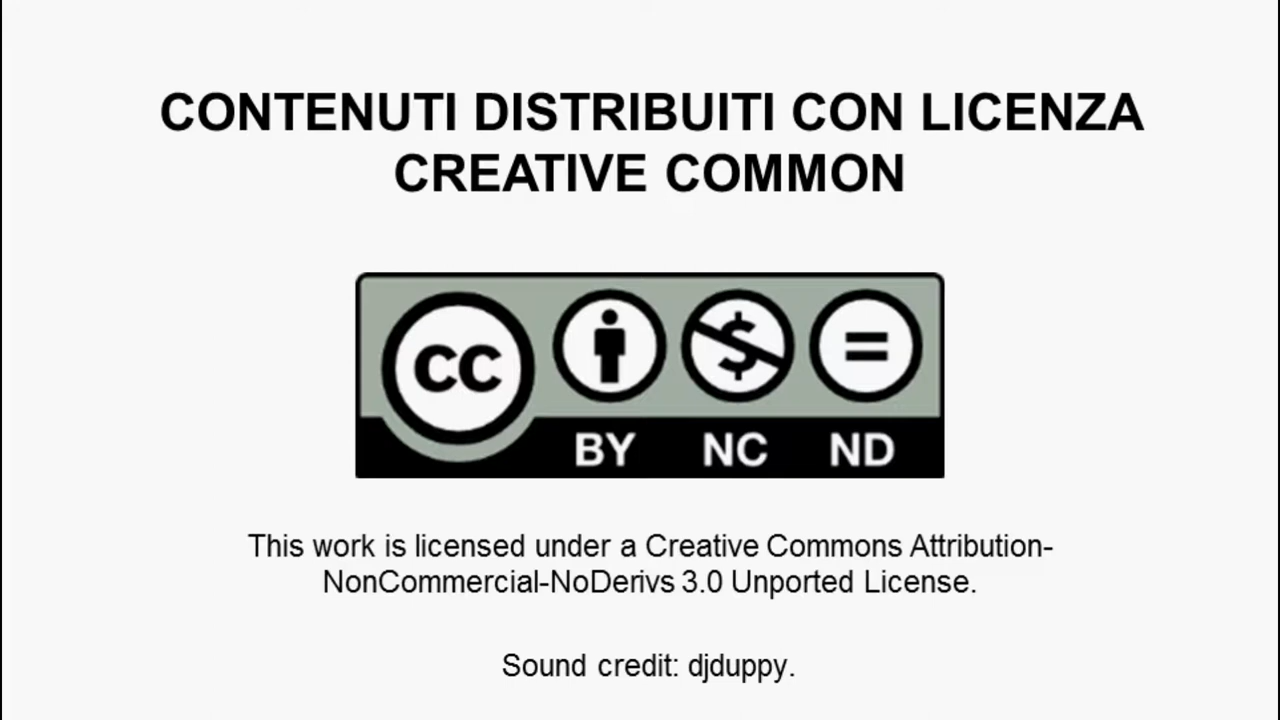 CONTENUTI DISTRIBUITI CON LICENZA
CREATIVE COMMON
CC
BY NC ND
This work is licensed under a Creative Commons Attribution-
NonCommercial-NoDerivs 3.0 Unported License.
Sound credit: djduppy.